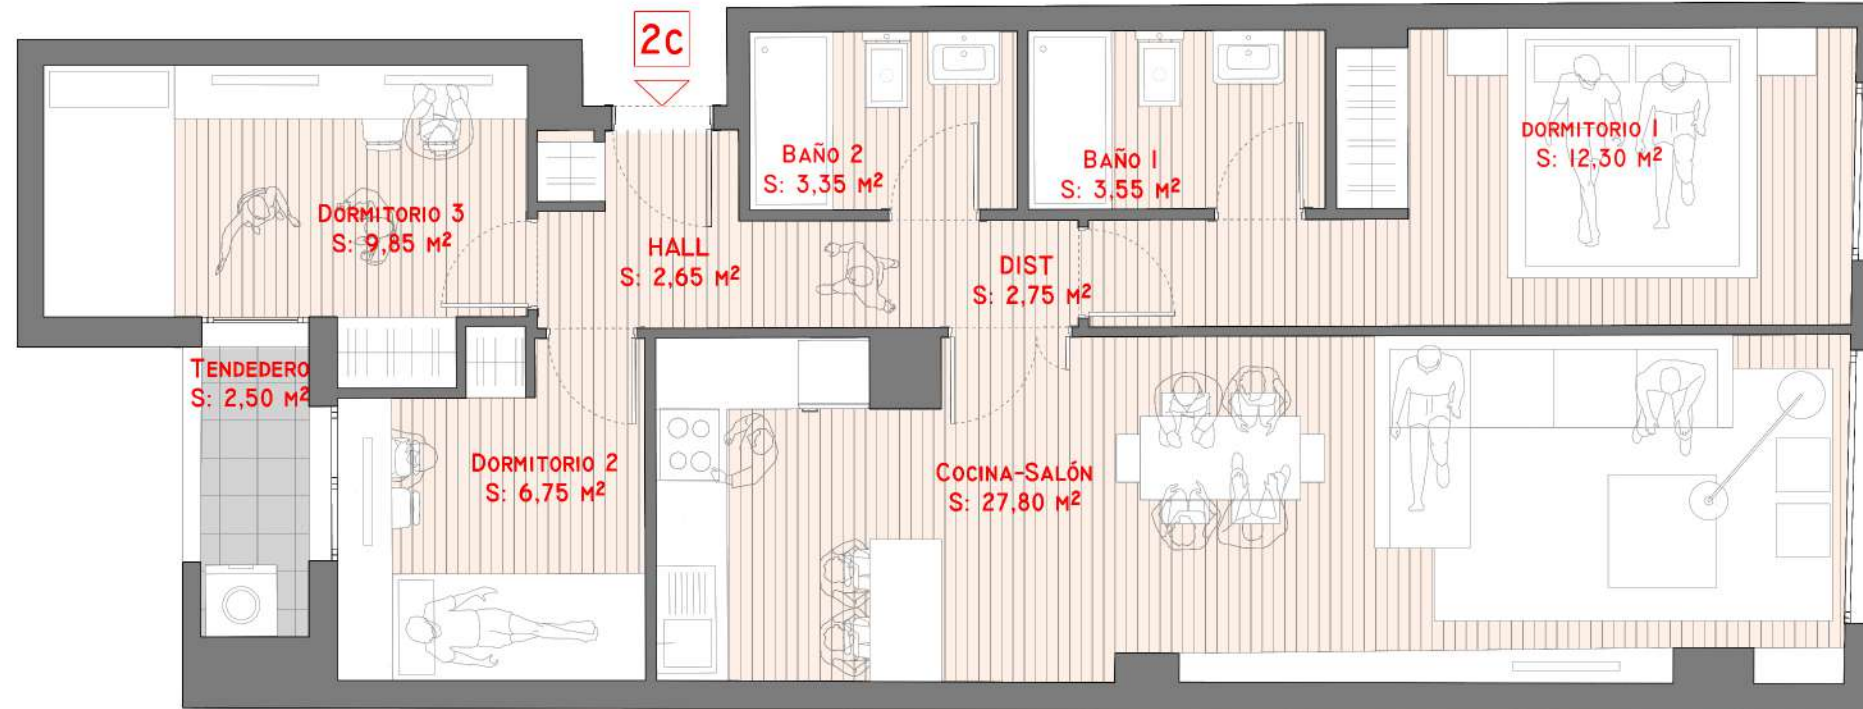 2C
BAÑO 2
S: 3,35 M²
BAÑO 1
S: 3,55 M²
DORMITORIO 1
S: 12,30 M²
DORMITORIO 3
S: 9,85 M²
HALL
S: 2,65 M²
DIST
S: 2,75 M²
TENDEDERO
S: 2,50 M²
DORMITORIO 2
S: 6,75 M²
COCINA-SALÓN
S: 27,80 M²